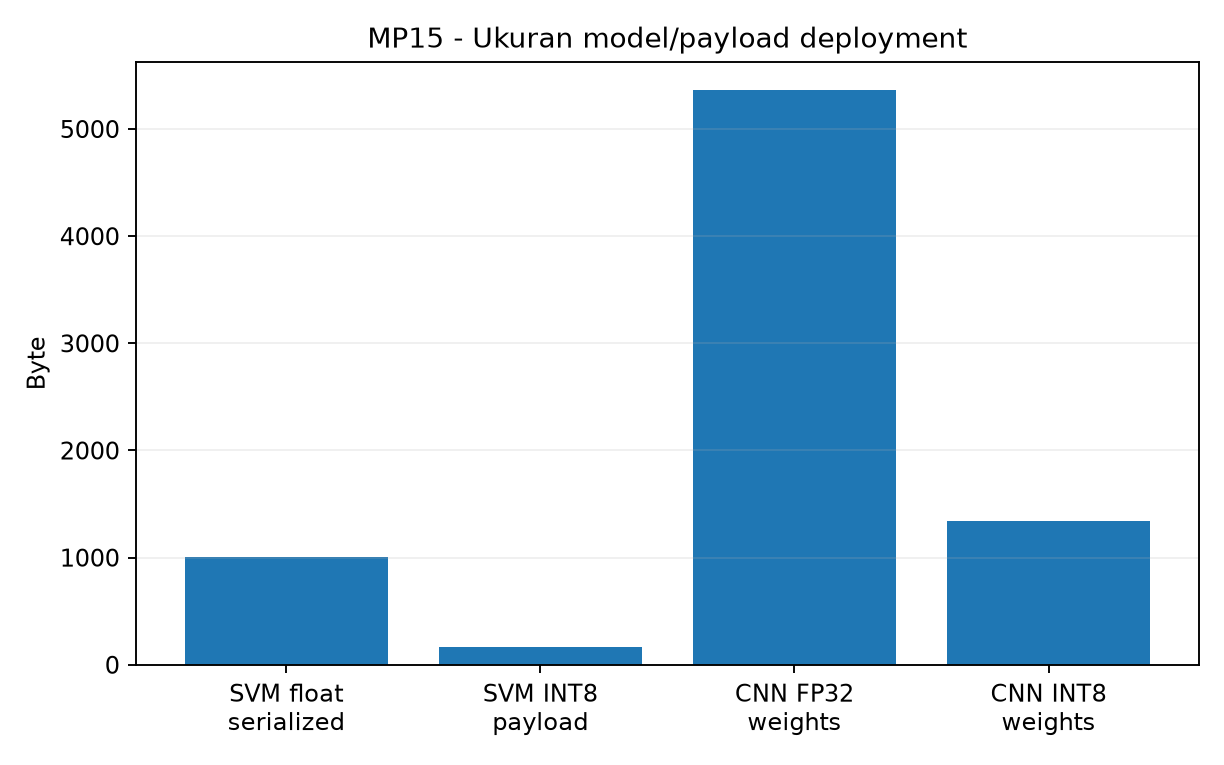 MP15 - Ukuran model/payload deployment
Byte
5000
4000
3000
2000
1000
0
SVM float
serialized
SVM INT8
payload
CNN FP32
weights
CNN INT8
weights